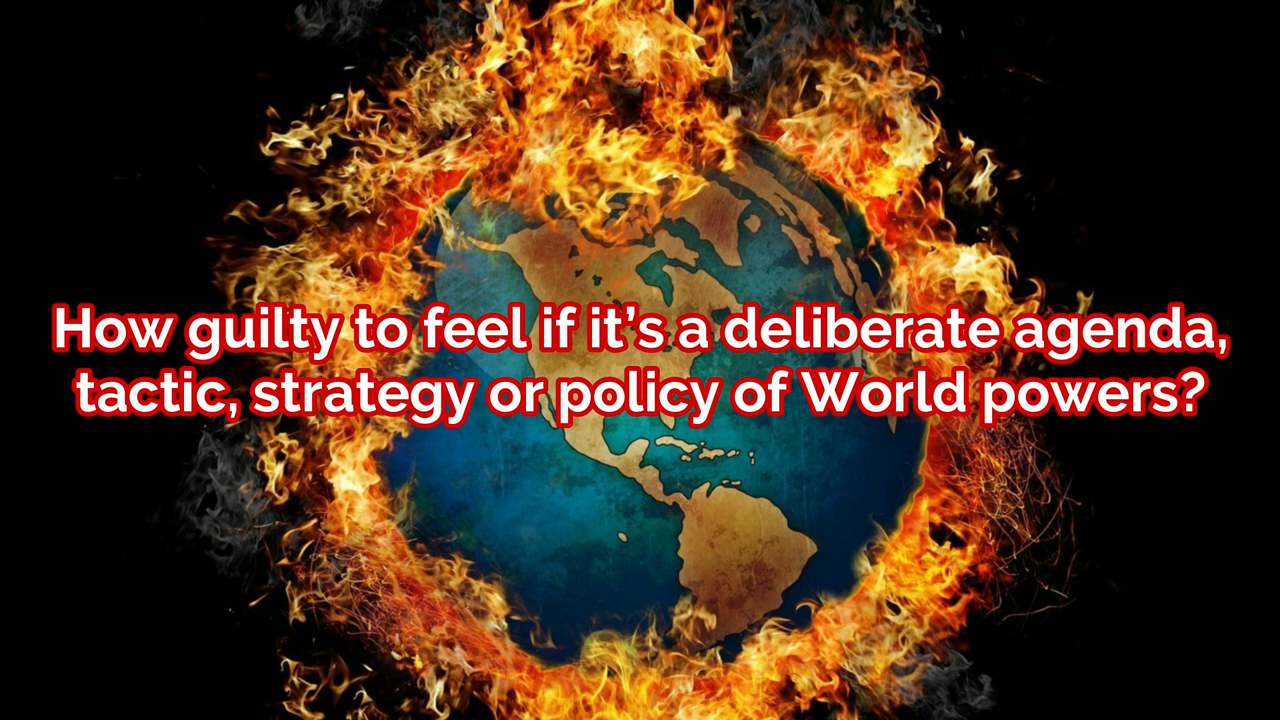 How guilty to feel if it’s a deliberate agenda,
tactic, strategy or policy of World powers?